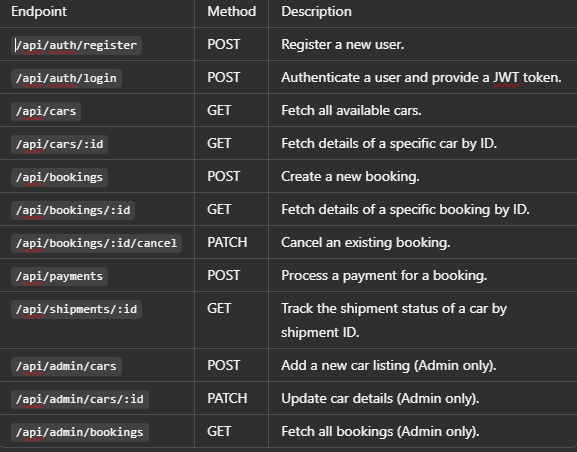 Endpoint Method Description
/api/auth/register POST Register a new user.
/api/auth/login POST Authenticate a user and provide a JWT token.
/api/cars GET Fetch all available cars.
/api/cars/:id GET Fetch details of a specific car by ID.
/api/bookings POST Create a new booking.
/api/bookings/:id GET Fetch details of a specific booking by ID.
/api/bookings/:id/cancel PATCH Cancel an existing booking.
/api/payments POST Process a payment for a booking.
/api/shipments/:id GET Track the shipment status of a car by
shipment ID.
/api/admin/cars POST Add a new car listing (Admin only).
/api/admin/cars/:id PATCH Update car details (Admin only).
/api/admin/bookings GET Fetch all bookings (Admin only).